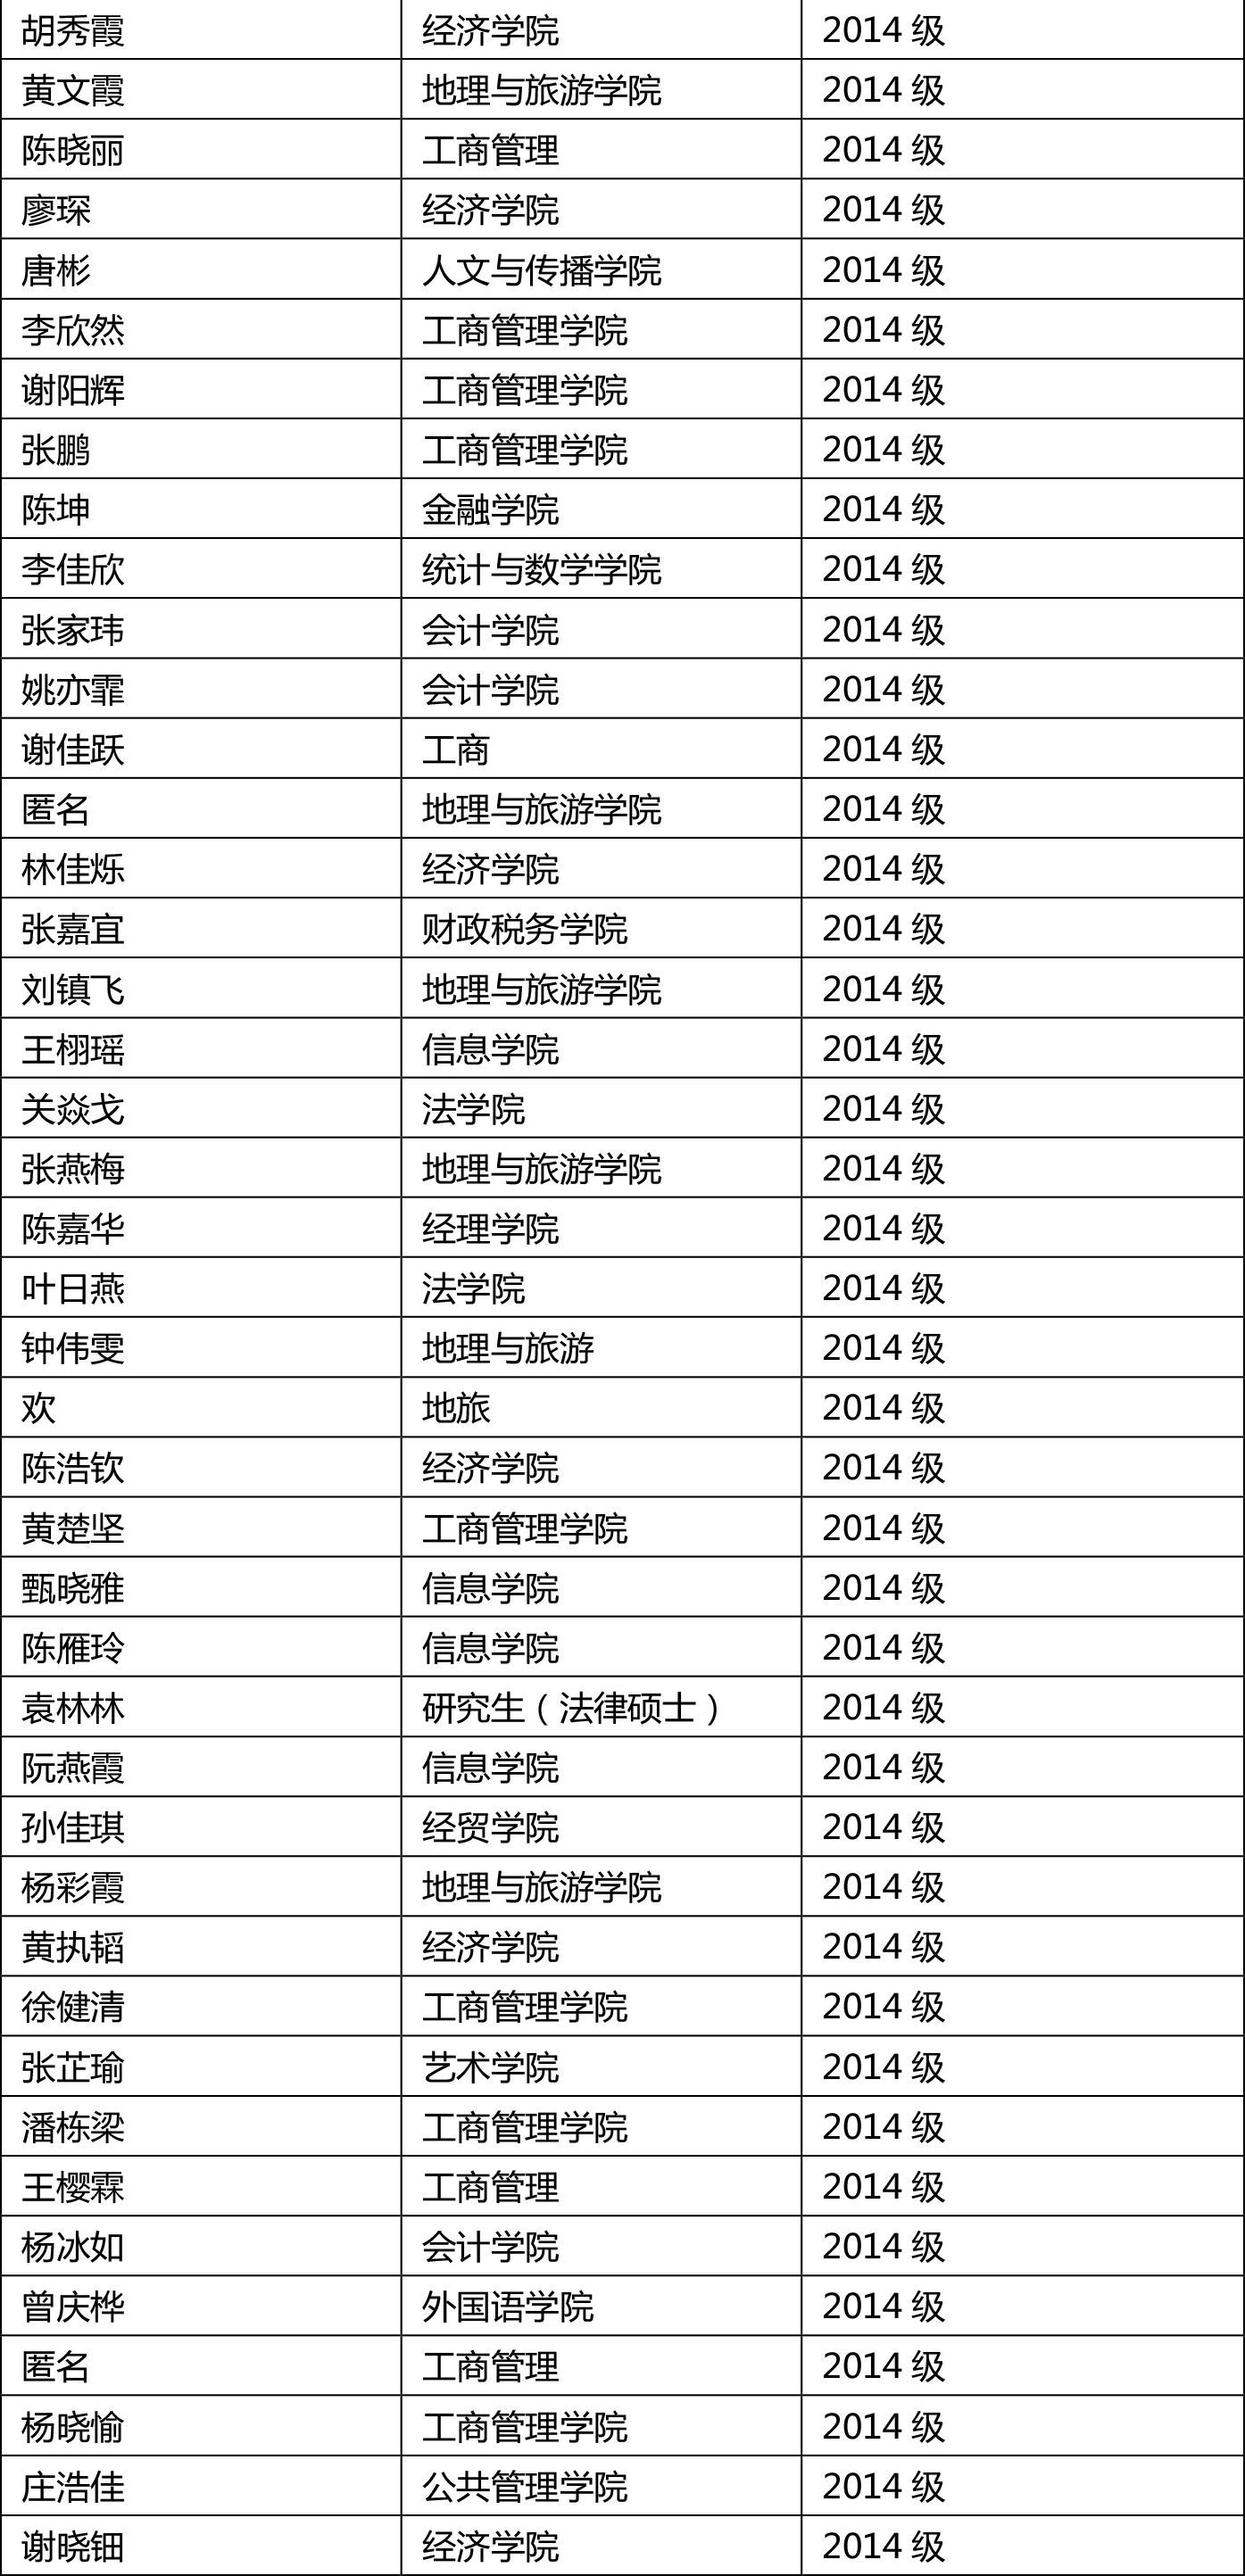 胡秀霞 经济学院 2014 级
黄文霞 地理与旅游学院 2014 级
陈晓丽 工商管理 2014 级
廖琛 经济学院 2014 级
唐彬 人文与传播学院 2014 级
李欣然 工商管理学院 2014 级
谢阳辉 工商管理学院 2014 级
张鹏 工商管理学院 2014 级
陈坤 金融学院 2014 级
李佳欣 统计与数学学院 2014 级
张家玮 会计学院 2014 级
姚亦霏 会计学院 2014 级
谢佳跃 工商 2014 级
匿名 地理与旅游学院 2014 级
林佳烁 经济学院 2014 级
张嘉宜 财政税务学院 2014 级
刘镇飞 地理与旅游学院 2014 级
王栩瑶 信息学院 2014 级
关焱戈 法学院 2014 级
张燕梅 地理与旅游学院 2014 级
陈嘉华 经理学院 2014 级
叶日燕 法学院 2014 级
钟伟雯 地理与旅游 2014 级
欢 地旅 2014 级
陈浩钦 经济学院 2014 级
黄楚坚 工商管理学院 2014 级
甄晓雅 信息学院 2014 级
陈雁玲 信息学院 2014 级
袁林林 研究生（法律硕士） 2014 级
阮燕霞 信息学院 2014 级
孙佳琪 经贸学院 2014 级
杨彩霞 地理与旅游学院 2014 级
黄执韬 经济学院 2014 级
徐健清 工商管理学院 2014 级
张芷瑜 艺术学院 2014 级
潘栋梁 工商管理学院 2014 级
王樱霖 工商管理 2014 级
杨冰如 会计学院 2014 级
曾庆桦 外国语学院 2014 级
匿名 工商管理 2014 级
杨晓愉 工商管理学院 2014 级
庄浩佳 公共管理学院 2014 级
谢晓钿 经济学院 2014 级